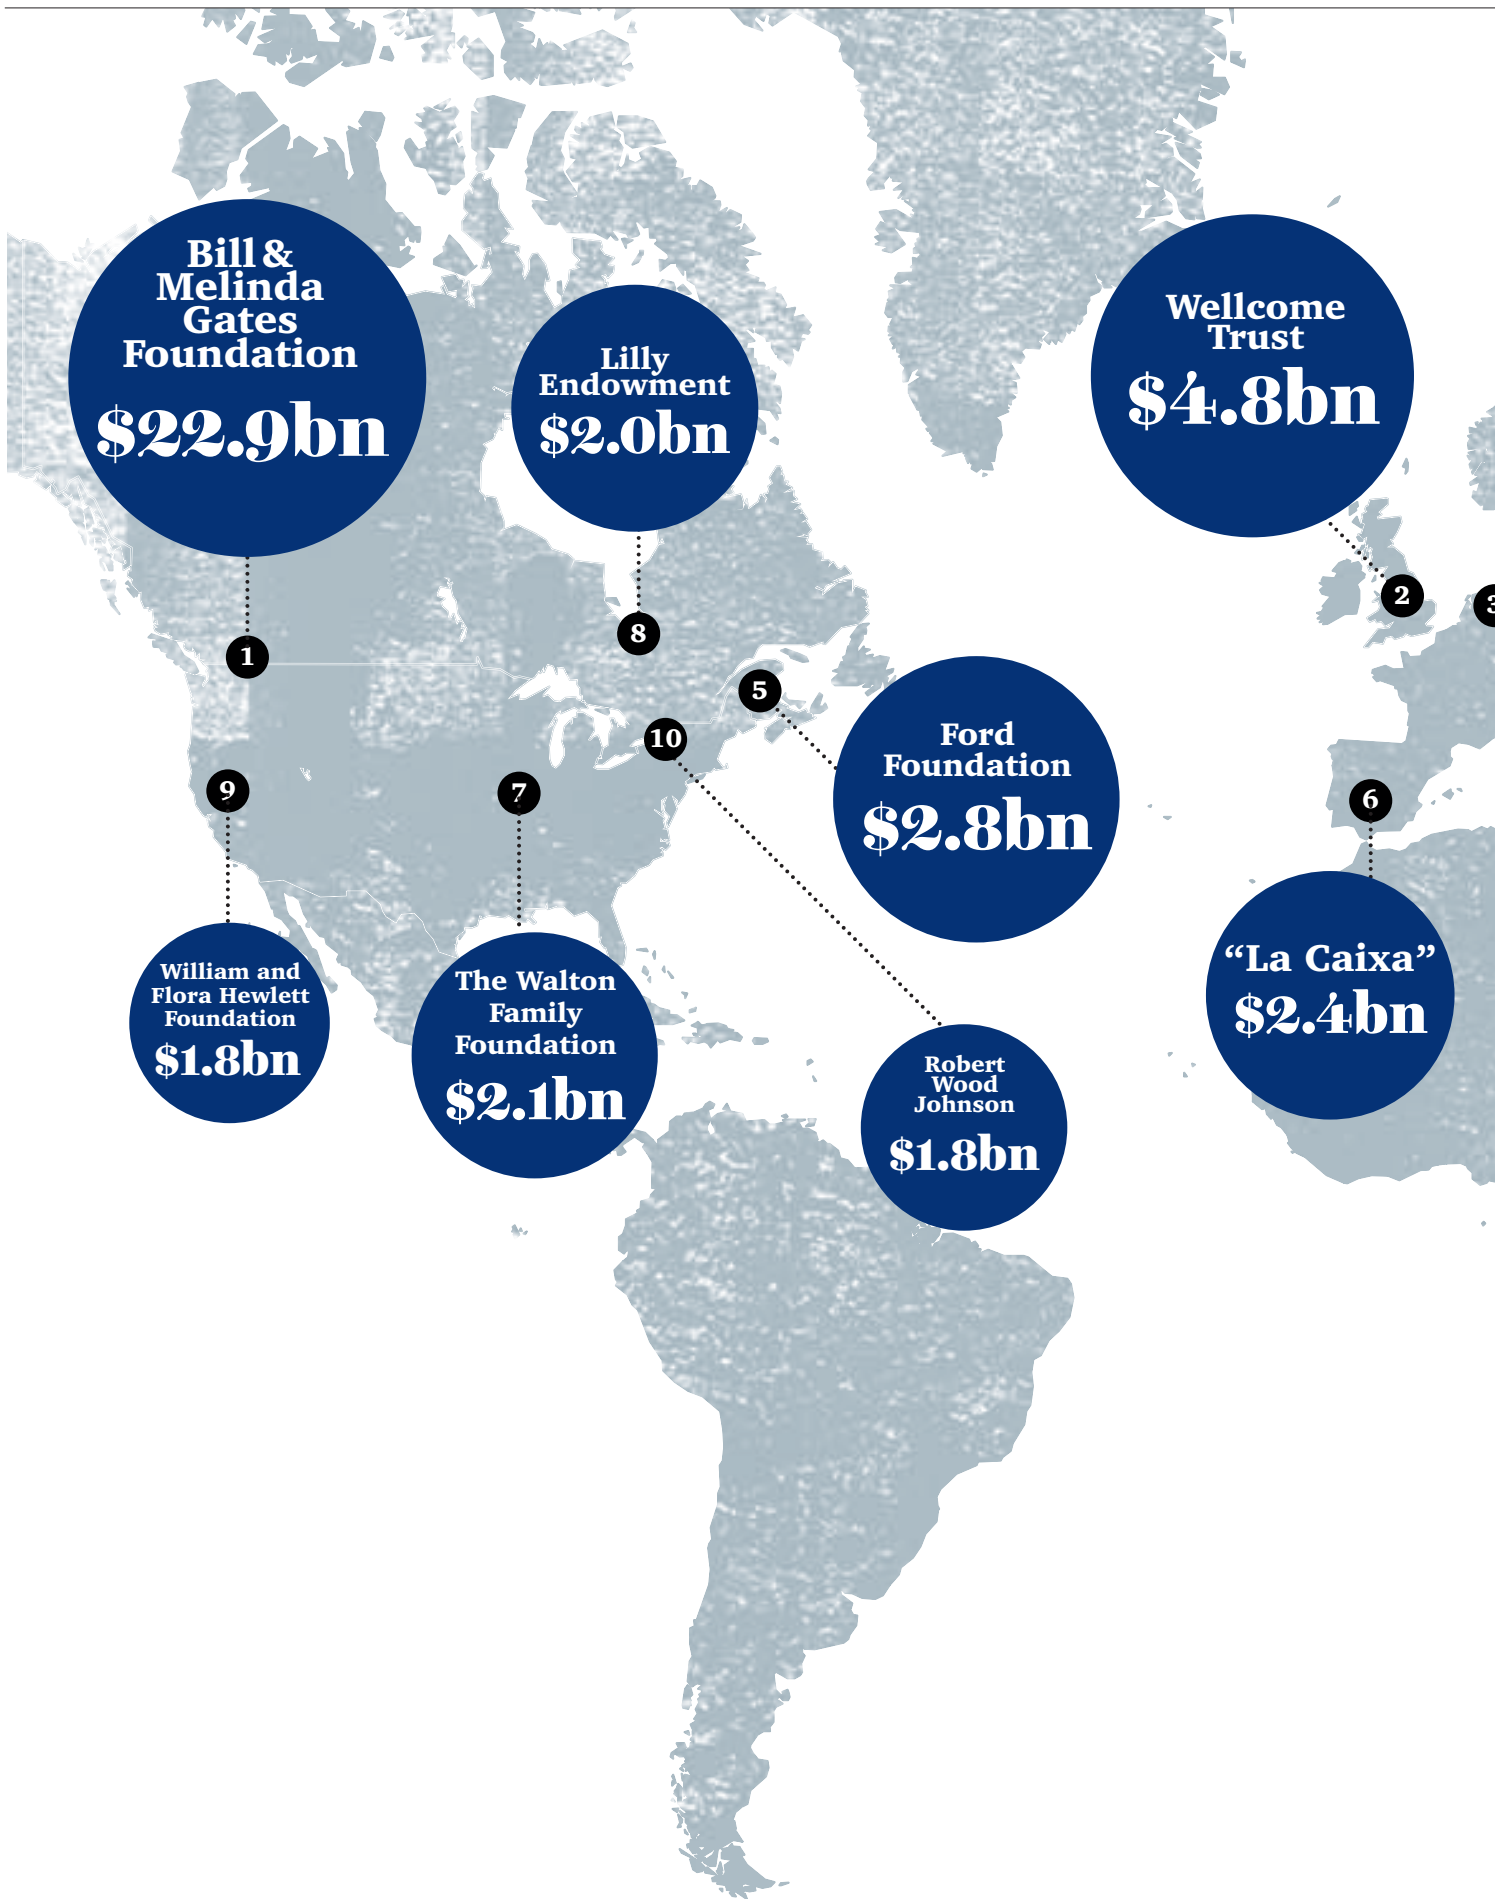 Bill &
Melinda
Gates
Foundation
$22.9bn
Lilly
Endowment
$2.0bn
Wellcome
Trust
$4.8bn
2
3
8
1
5
10
Ford
Foundation
$2.8bn
9
7
6
William and
Flora Hewlett
Foundation
$1.8bn
The Walton
Family
Foundation
$2.1bn
“La Caixa”
$2.4bn
Robert
Wood
Johnson
$1.8bn